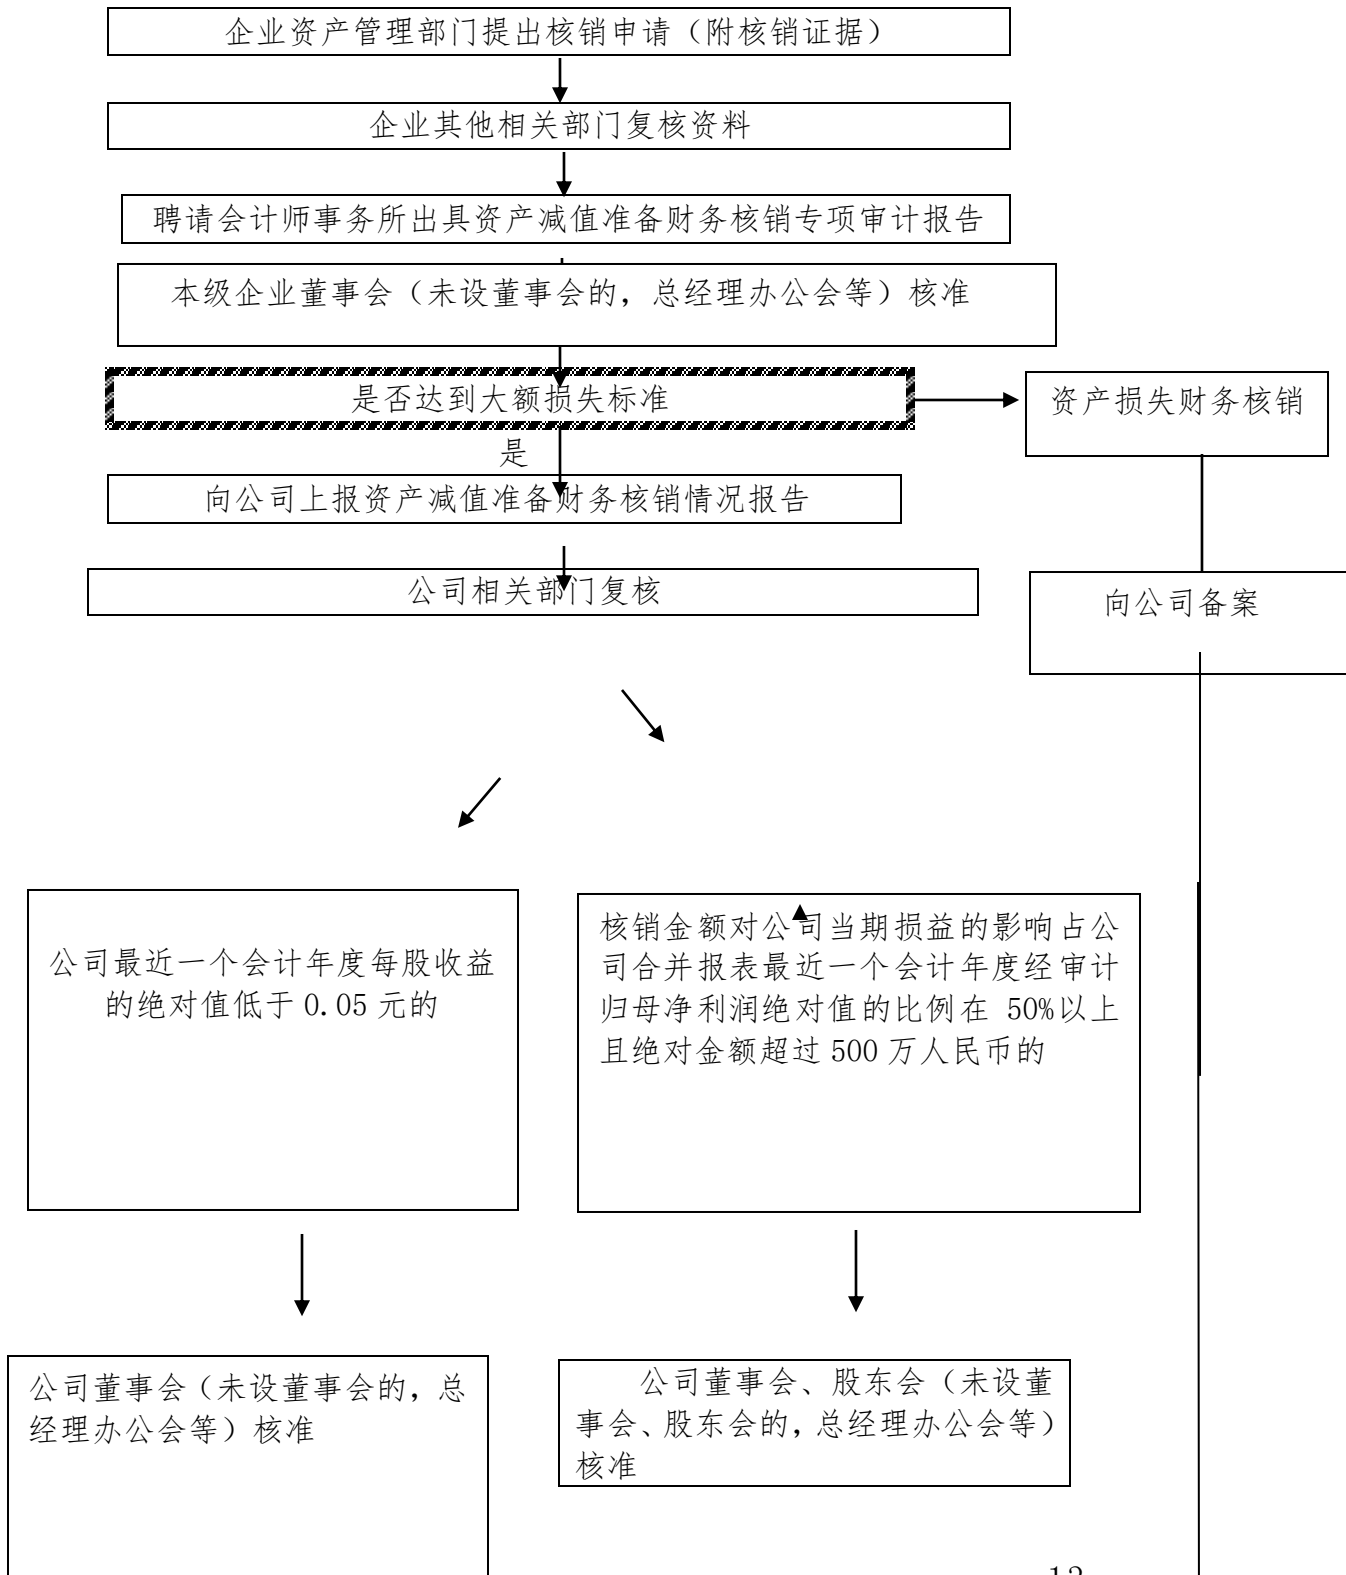 企业资产管理部门提出核销申请（附核销证据）
企业其他相关部门复核资料
聘请会计师事务所出具资产减值准备财务核销专项审计报告
本级企业董事会（未设董事会的，总经理办公会等）核准
是否达到大额损失标准
资产损失财务核销
是
向公司上报资产减值准备财务核销情况报告
公司相关部门复核
向公司备案
公司最近一个会计年度每股收益
的绝对值低于 0.05 元的
核销金额对公司当期损益的影响占公
司合并报表最近一个会计年度经审计
归母净利润绝对值的比例在 50%以上
且绝对金额超过 500 万人民币的
公司董事会（未设董事会的，总
经理办公会等）核准
公司董事会、股东会（未设董
事会、股东会的，总经理办公会等）
核准